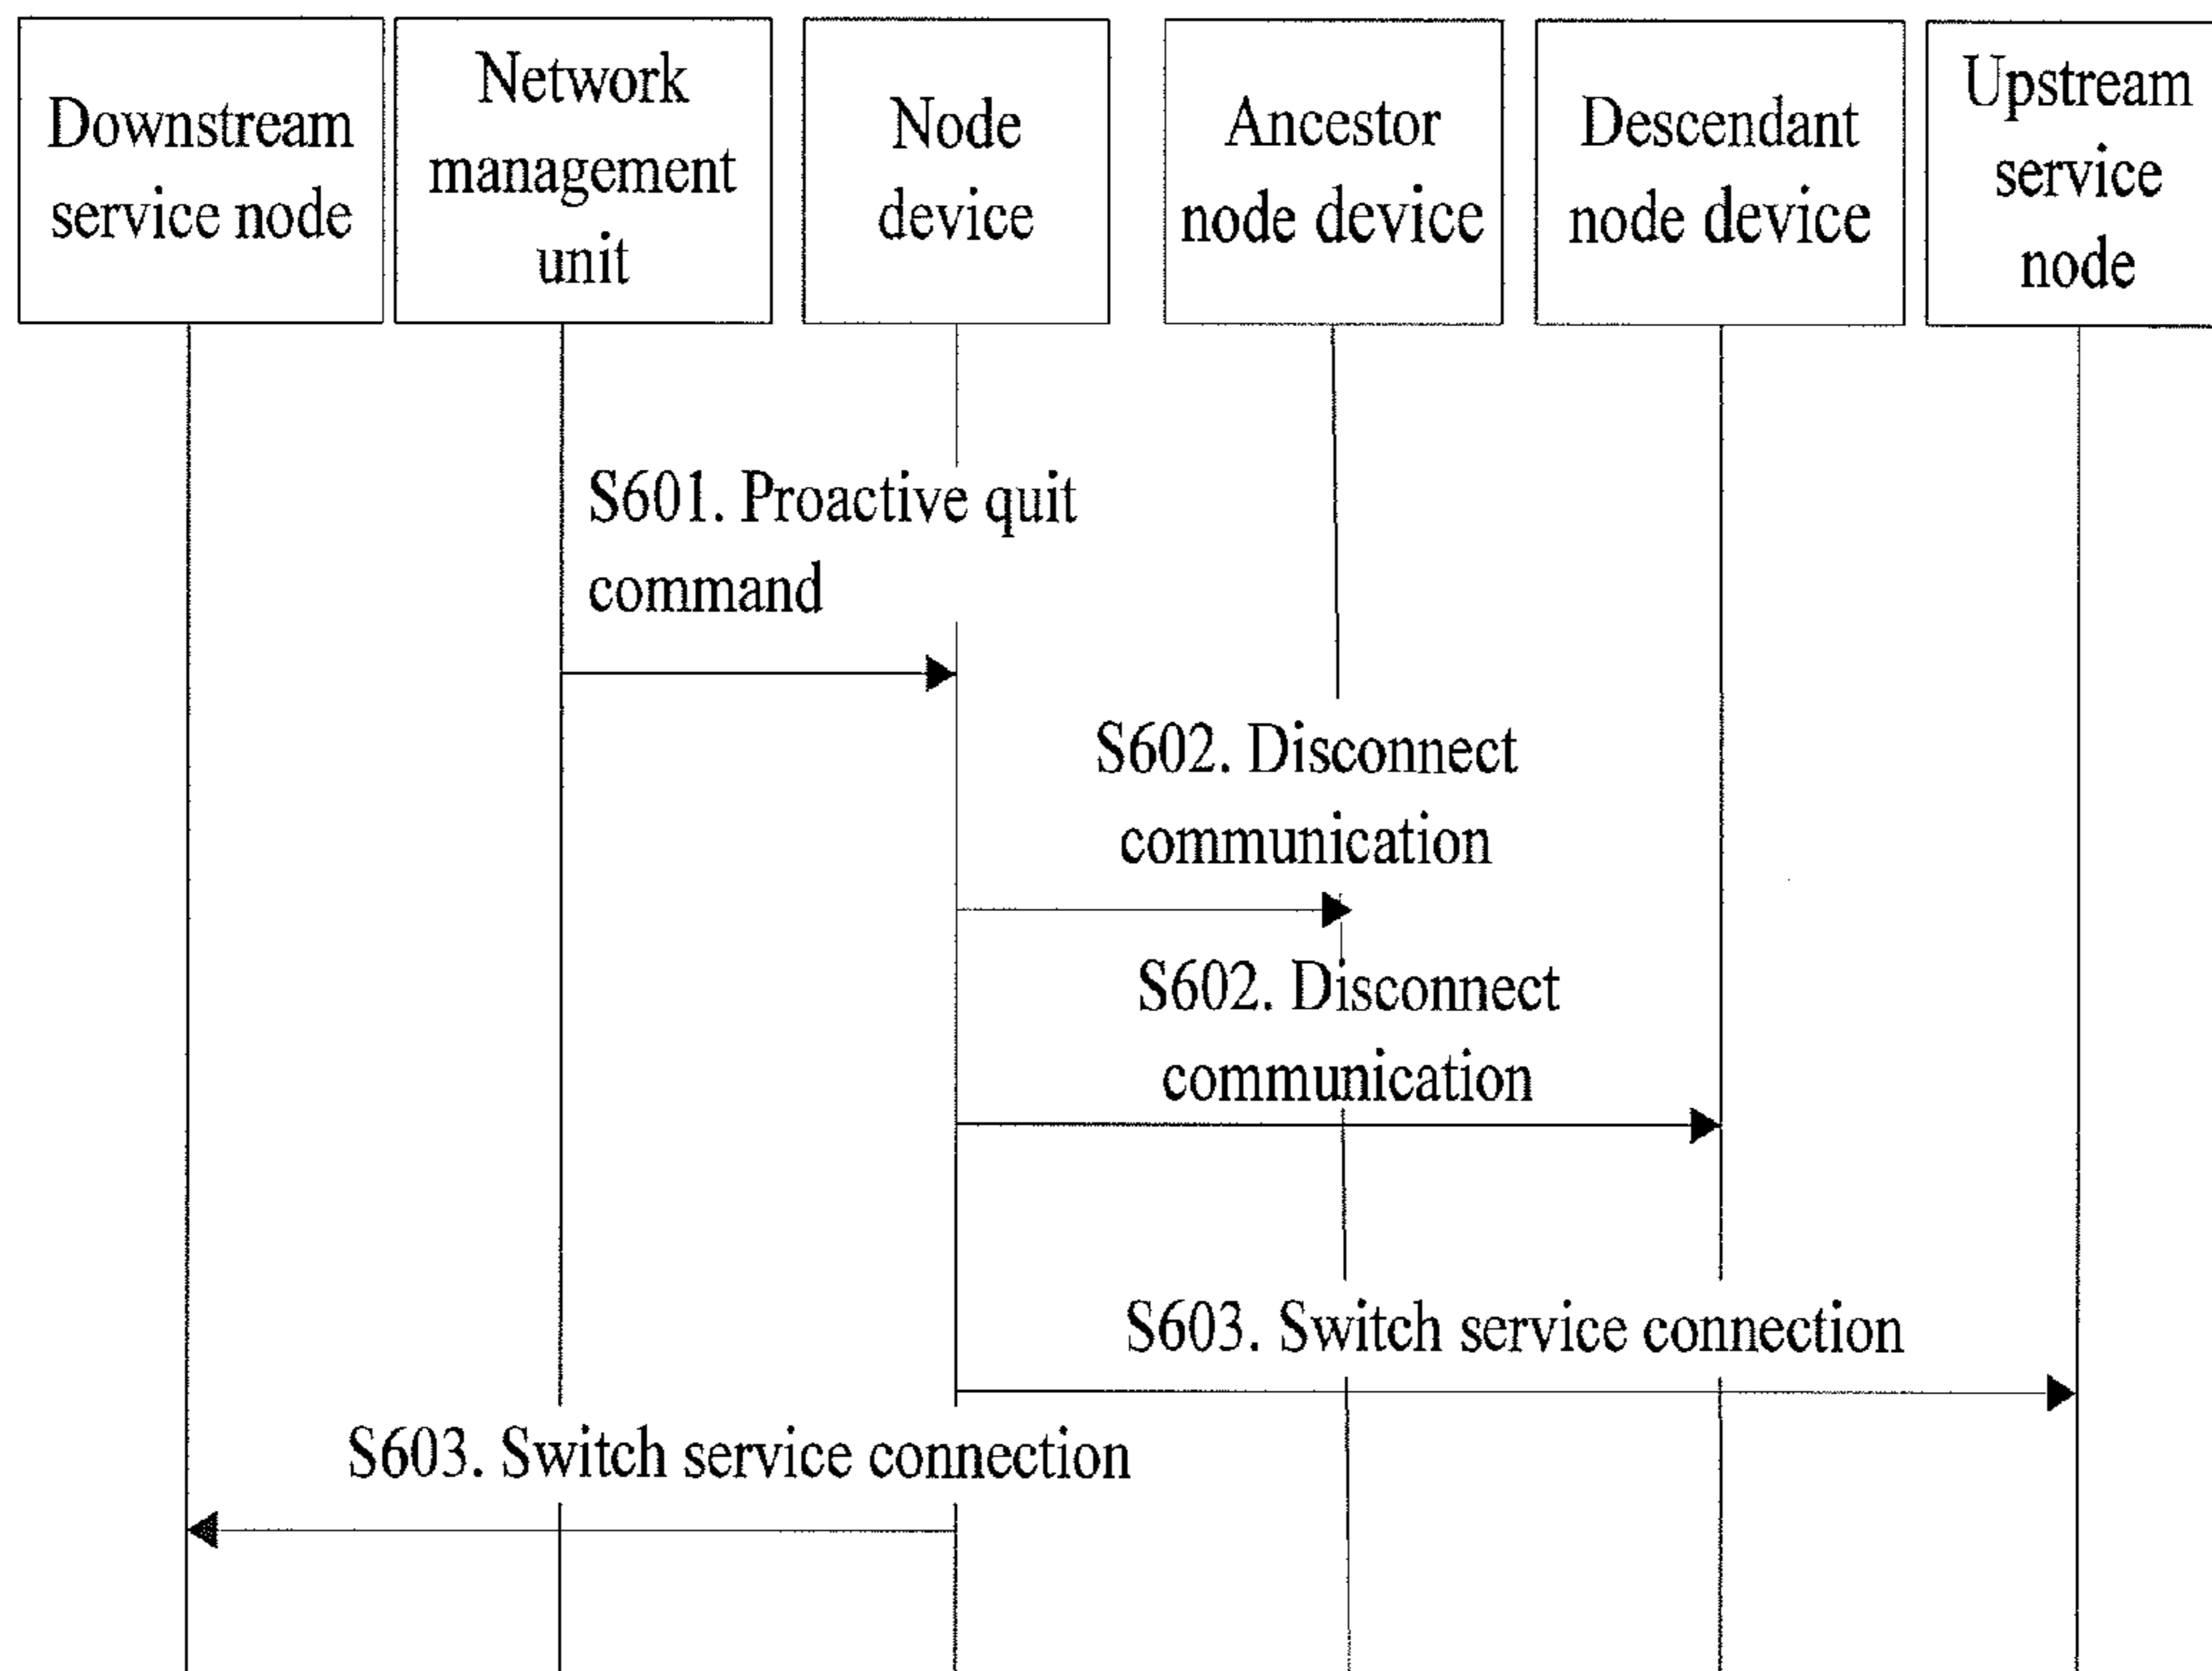 Downstream
service node
Network
management
unit
Node
device
Ancestor
node device
Descendant
node device
Upstream
service
node
S601. Proactive quit
command
S602. Disconnect
communication
S602. Disconnect
communication
S603. Switch service connection
S603. Switch service connection